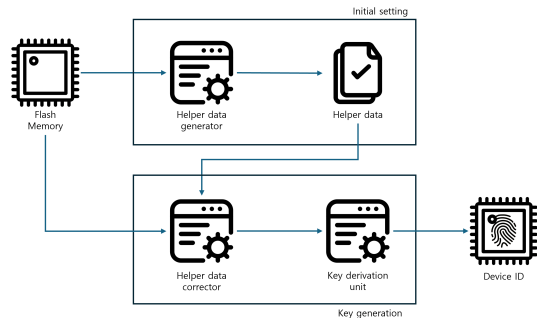 Initial setting
Flash
Memory
Helper data
generator
Helper data
Helper data
corrector
Key derivation
unit
Device ID
Key generation